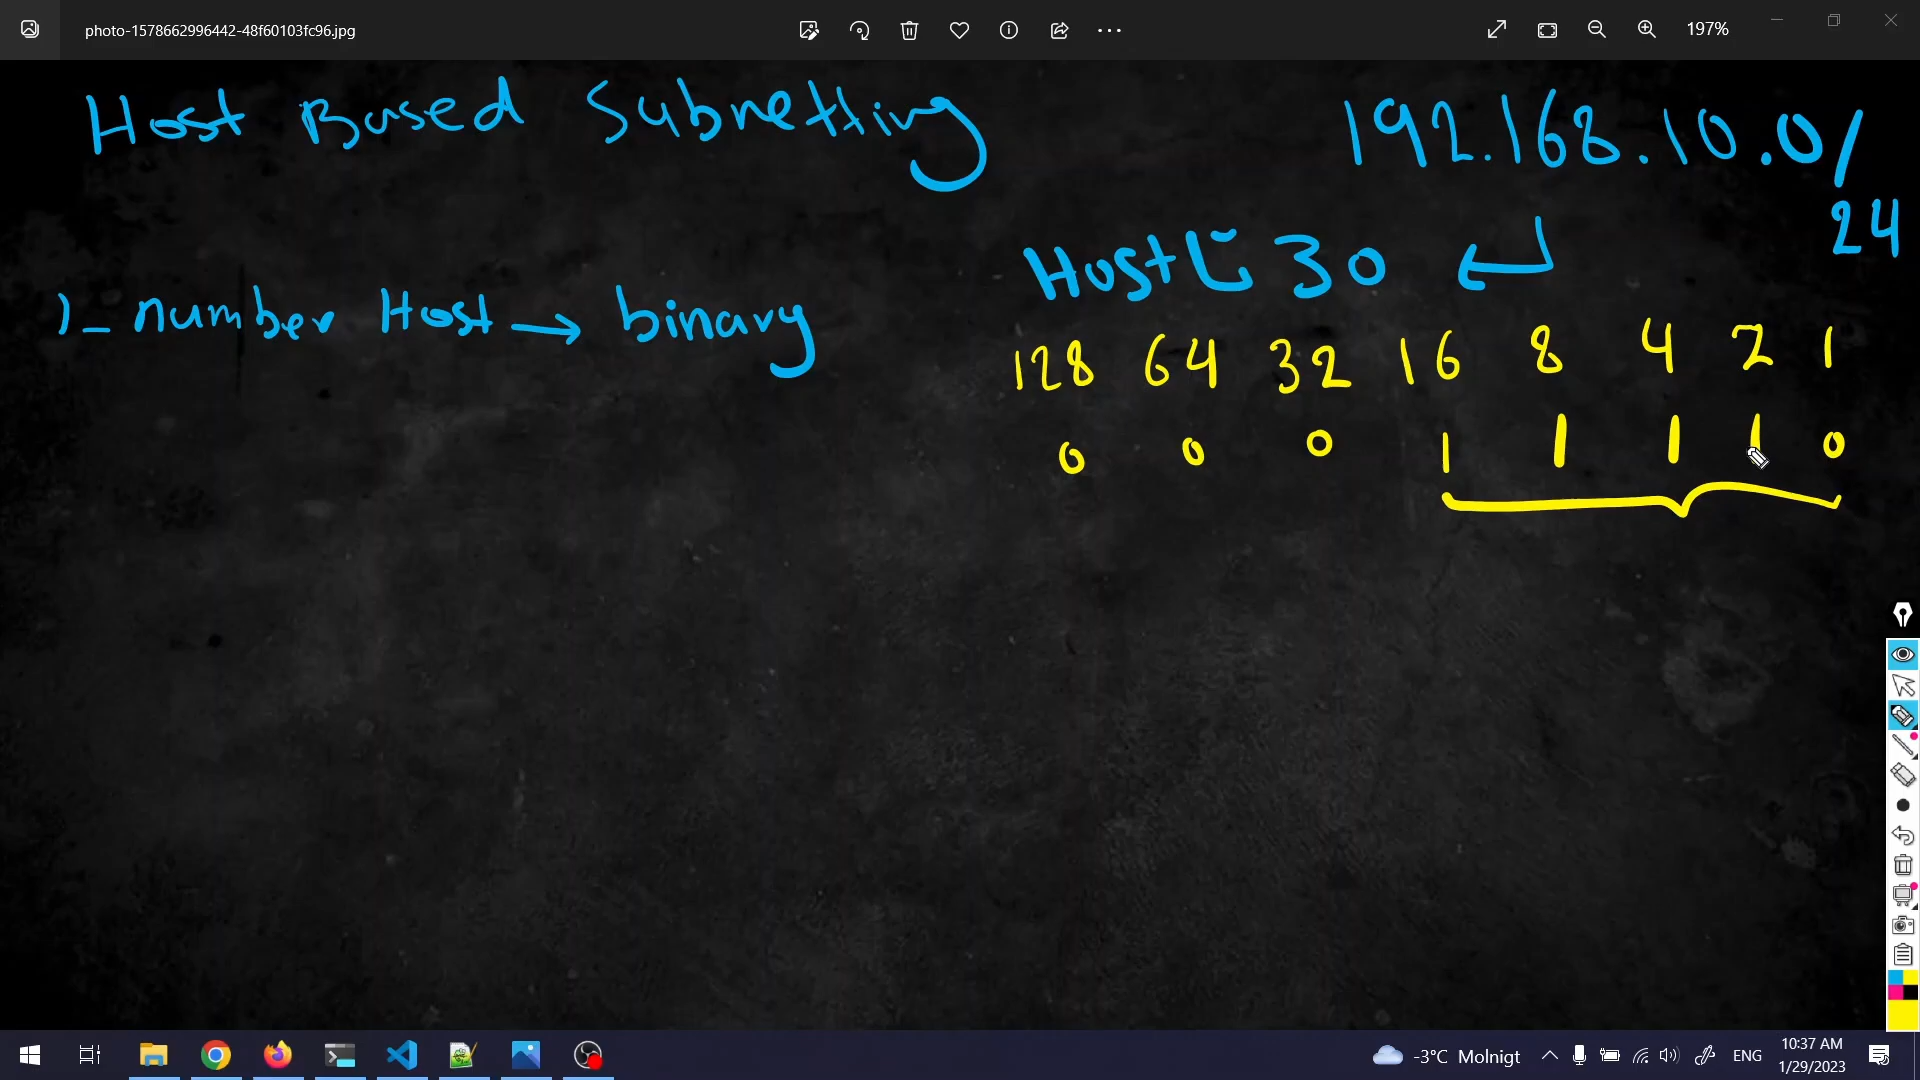 photo-1578662996442-48f60103fc96.jpg
197%
Host Based Subnetting
192.168.10.0/
24
Host 30
1- number Host → binary
128 64 32 16 8 4 2 1
0 0 0 1 1 1 1 0
-3°C Molnigt
ENG
10:37 AM
1/29/2023